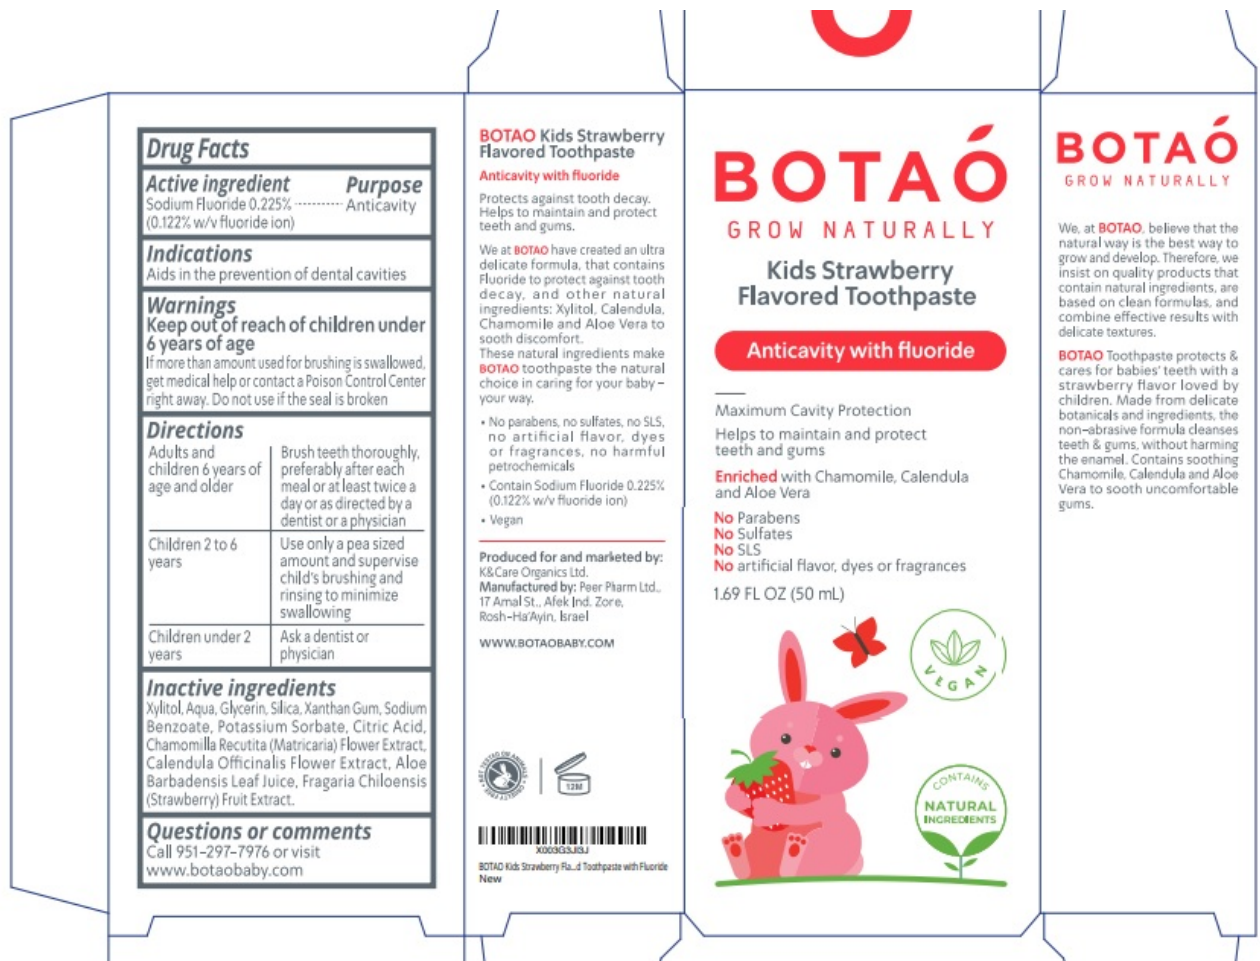 Drug Facts
Active ingredient Purpose
Sodium Fluoride 0.225% ---------- Anticavity
(0.122% w/v fluoride ion)
Indications
Aids in the prevention of dental cavities
Warnings
Keep out of reach of children under
6 years of age
If more than amount used for brushing is swallowed,
get medical help or contact a Poison Control Center
right away. Do not use if the seal is broken
Directions
Adults and
children 6 years of
age and older
Brush teeth thoroughly,
preferably after each
meal or at least twice a
day or as directed by a
dentist or a physician
Children 2 to 6
years
Use only a pea sized
amount and supervise
child's brushing and
rinsing to minimize
swallowing
Children under 2
years
Ask a dentist or
physician
Inactive ingredients
Xylitol, Aqua, Glycerin, Silica, Xanthan Gum, Sodium
Benzoate, Potassium Sorbate, Citric Acid,
Chamomilla Recutita (Matricaria) Flower Extract,
Calendula Officinalis Flower Extract, Aloe
Barbadensis Leaf Juice, Fragaria Chiloensis
(Strawberry) Fruit Extract.
Questions or comments
Call 951-297-7976 or visit
www.botaobaby.com
BOTAO Kids Strawberry
Flavored Toothpaste
Anticavity with fluoride
Protects against tooth decay.
Helps to maintain and protect
teeth and gums.
We at BOTAO have created an ultra
delicate formula, that contains
Fluoride to protect against tooth
decay, and other natural
ingredients: Xylitol, Calendula,
Chamomile and Aloe Vera to
sooth discomfort.
These natural ingredients make
BOTAO toothpaste the natural
choice in caring for your baby –
your way.
• No parabens, no sulfates, no SLS,
no artificial flavor, dyes
or fragrances, no harmful
petrochemicals
• Contain Sodium Fluoride 0.225%
(0.122% w/v fluoride ion)
• Vegan
Produced for and marketed by:
K&Care Organics Ltd.
Manufactured by: Peer Pharm Ltd.,
17 Amal St., Afek Ind. Zore,
Rosh-Ha'Ayin, Israel
WWW.BOTAOBABY.COM
NOT TESTED ON ANIMALS • CRUELTY FREE •
12M
X003G3JI3J
BOTAO Kids Strawberry Fla...d Toothpaste with Fluoride
New
BOTAÓ
GROW NATURALLY
Kids Strawberry
Flavored Toothpaste
Anticavity with fluoride
Maximum Cavity Protection
Helps to maintain and protect
teeth and gums
Enriched with Chamomile, Calendula
and Aloe Vera
No Parabens
No Sulfates
No SLS
No artificial flavor, dyes or fragrances
1.69 FL OZ (50 mL)
VEGAN
CONTAINS
NATURAL
INGREDIENTS
BOTAÓ
GROW NATURALLY
We, at BOTAO, believe that the
natural way is the best way to
grow and develop. Therefore, we
insist on quality products that
contain natural ingredients, are
based on clean formulas, and
combine effective results with
delicate textures.
BOTAO Toothpaste protects &
cares for babies' teeth with a
strawberry flavor loved by
children. Made from delicate
botanicals and ingredients, the
non-abrasive formula cleanses
teeth & gums, without harming
the enamel. Contains soothing
Chamomile, Calendula and Aloe
Vera to sooth uncomfortable
gums.